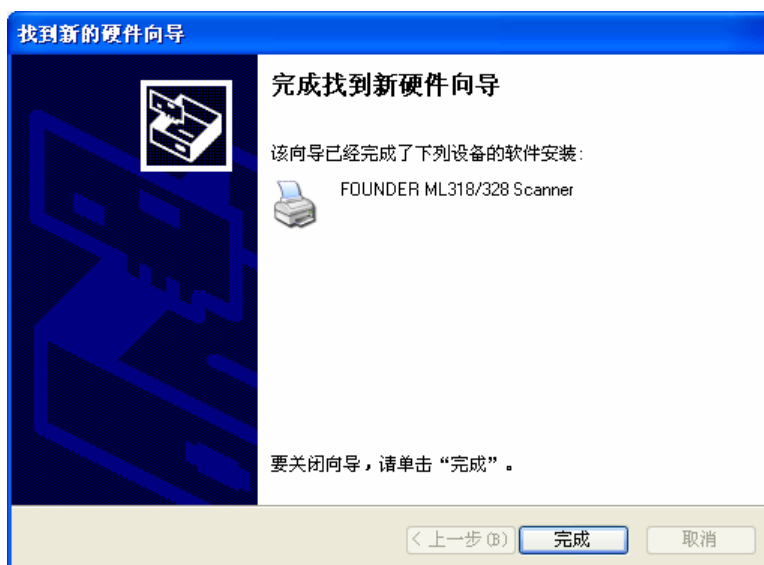 找到新的硬件向导
完成找到新硬件向导
该向导已经完成了下列设备的软件安装:
FOUNDER ML318/328 Scanner
要关闭向导，请单击“完成”。
< 上一步(B)
完成
取消